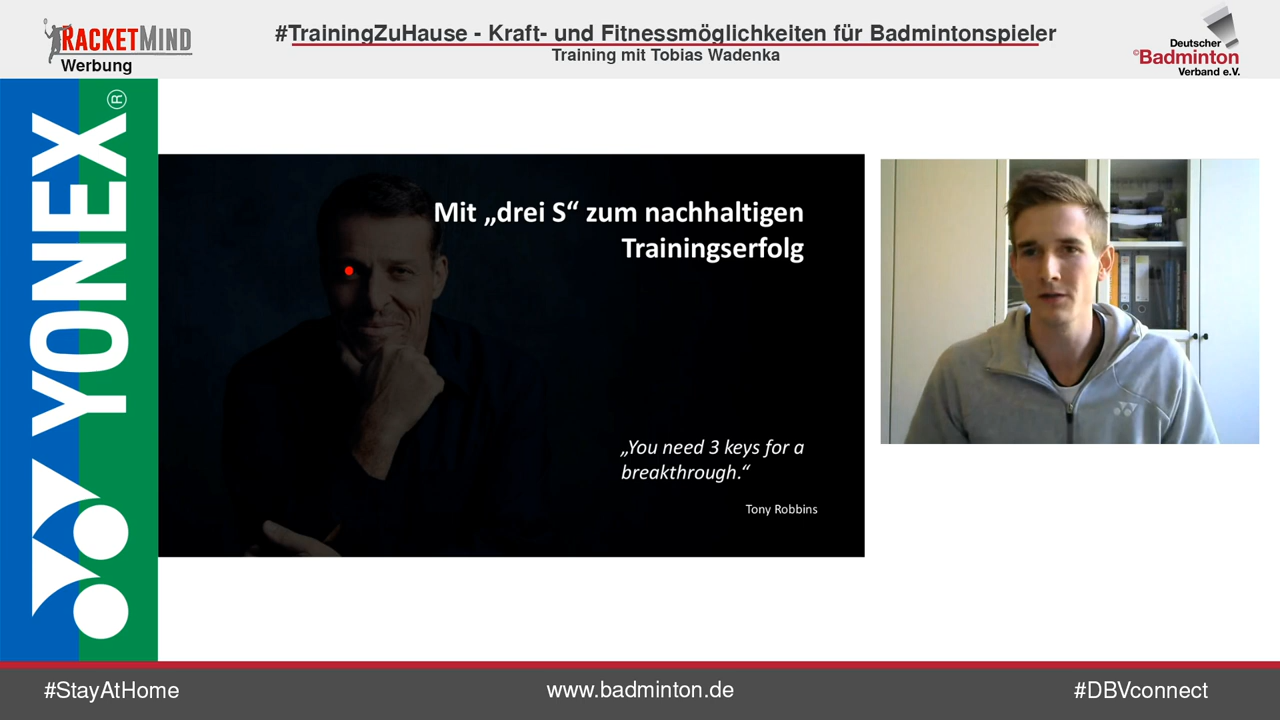 RACKETMIND
Werbung
#TrainingZuHause - Kraft- und Fitnessmöglichkeiten für Badmintonspieler
Training mit Tobias Wadenka
Deutscher
©Badminton
Verband e.V.
YONEX®
Mit „drei S“ zum nachhaltigen
Trainingserfolg
„You need 3 keys for a
breakthrough.“
Tony Robbins
#StayAtHome
www.badminton.de
#DBVconnect